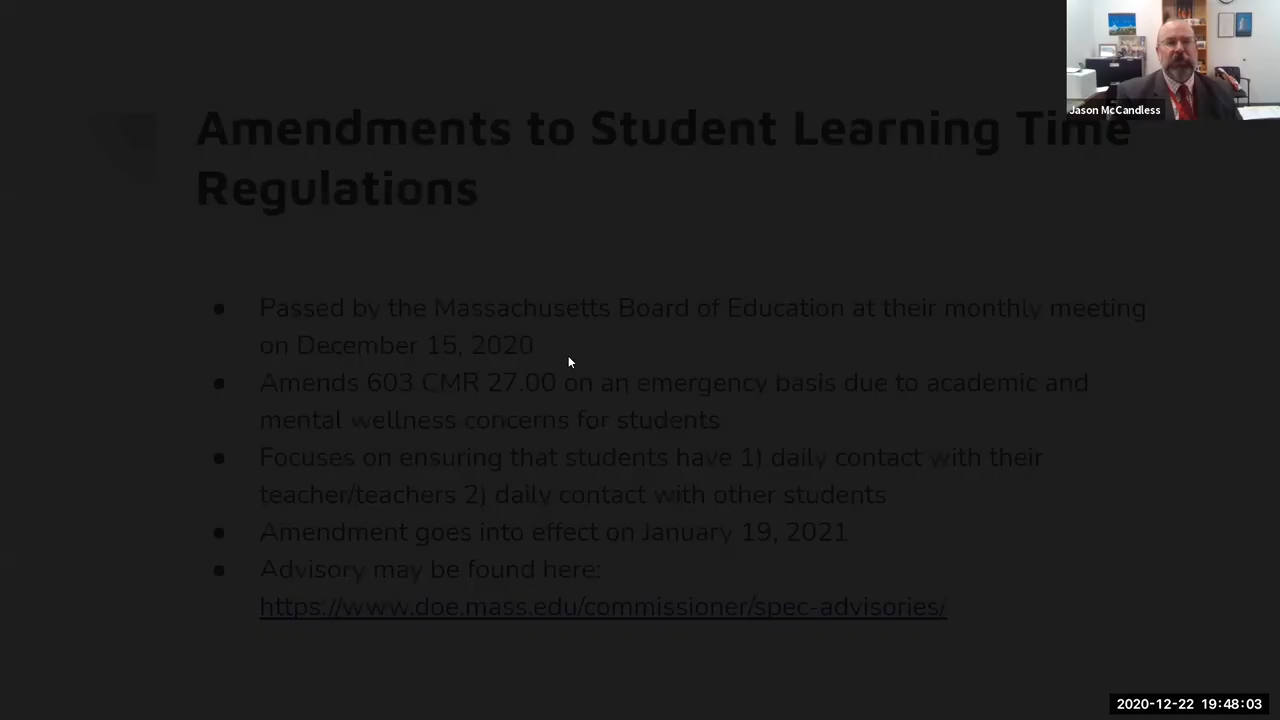 Jason McCandless
Amendments to Student Learning Time
Regulations
● Passed by the Massachusetts Board of Education at their monthly meeting
on December 15, 2020
● Amends 603 CMR 27.00 on an emergency basis due to academic and
mental wellness concerns for students
● Focuses on ensuring that students have 1) daily contact with their
teacher/teachers 2) daily contact with other students
● Amendment goes into effect on January 19, 2021
● Advisory may be found here:
https://www.doe.mass.edu/commissioner/spec-advisories/
2020-12-22 19:48:03